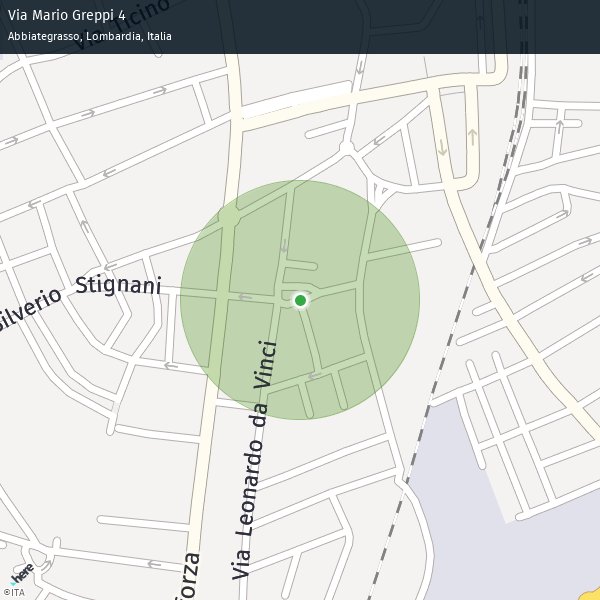 Via Mario Greppi 4
Abbiategrasso, Lombardia, Italia
Via Ticino
Silverio Stignani
Via Leonardo da Vinci
forza
here
©ITA